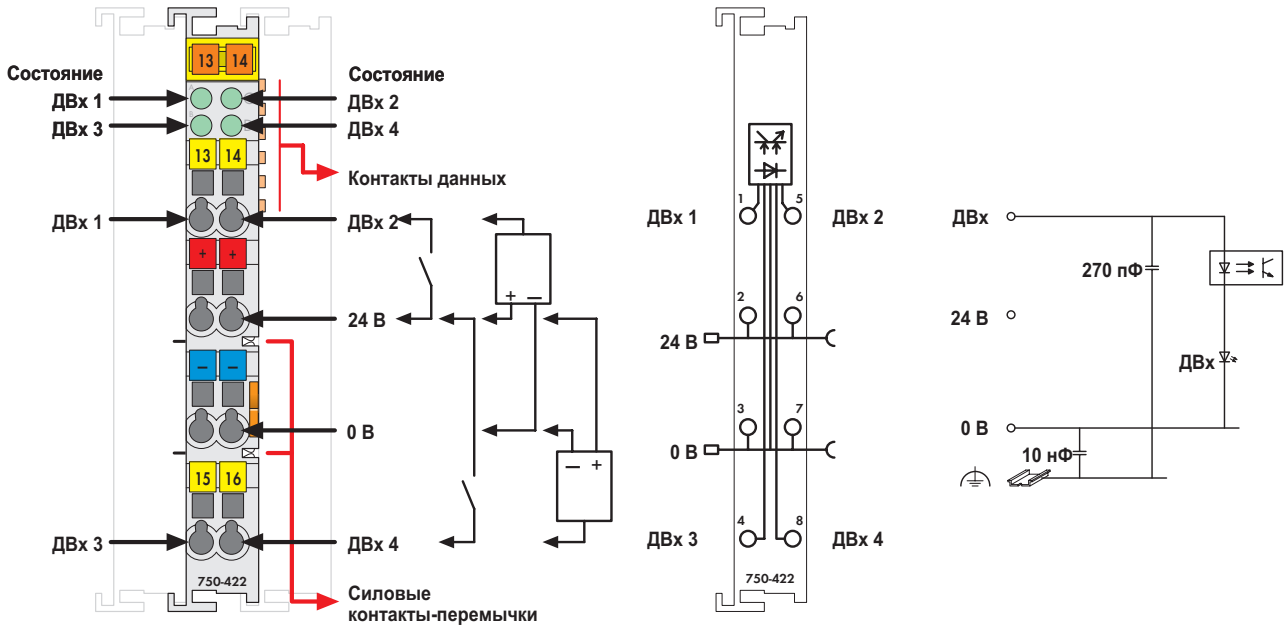 13 14
Состояние
Состояние
ДВх 1
ДВх 2
ДВх 3
ДВх 4
13 14
Контакты данных
ДВх 1
ДВх 2
+ +
+ −
24 В
− −
0 В
− +
15 16
ДВх 3
ДВх 4
750-422
Силовые
контакты-перемычки
1 5
ДВх 1
ДВх 2
2 6
24 В
3 7
0 В
4 8
ДВх 3
ДВх 4
750-422
ДВх
270 пФ
24 В
ДВх
0 В
10 нФ